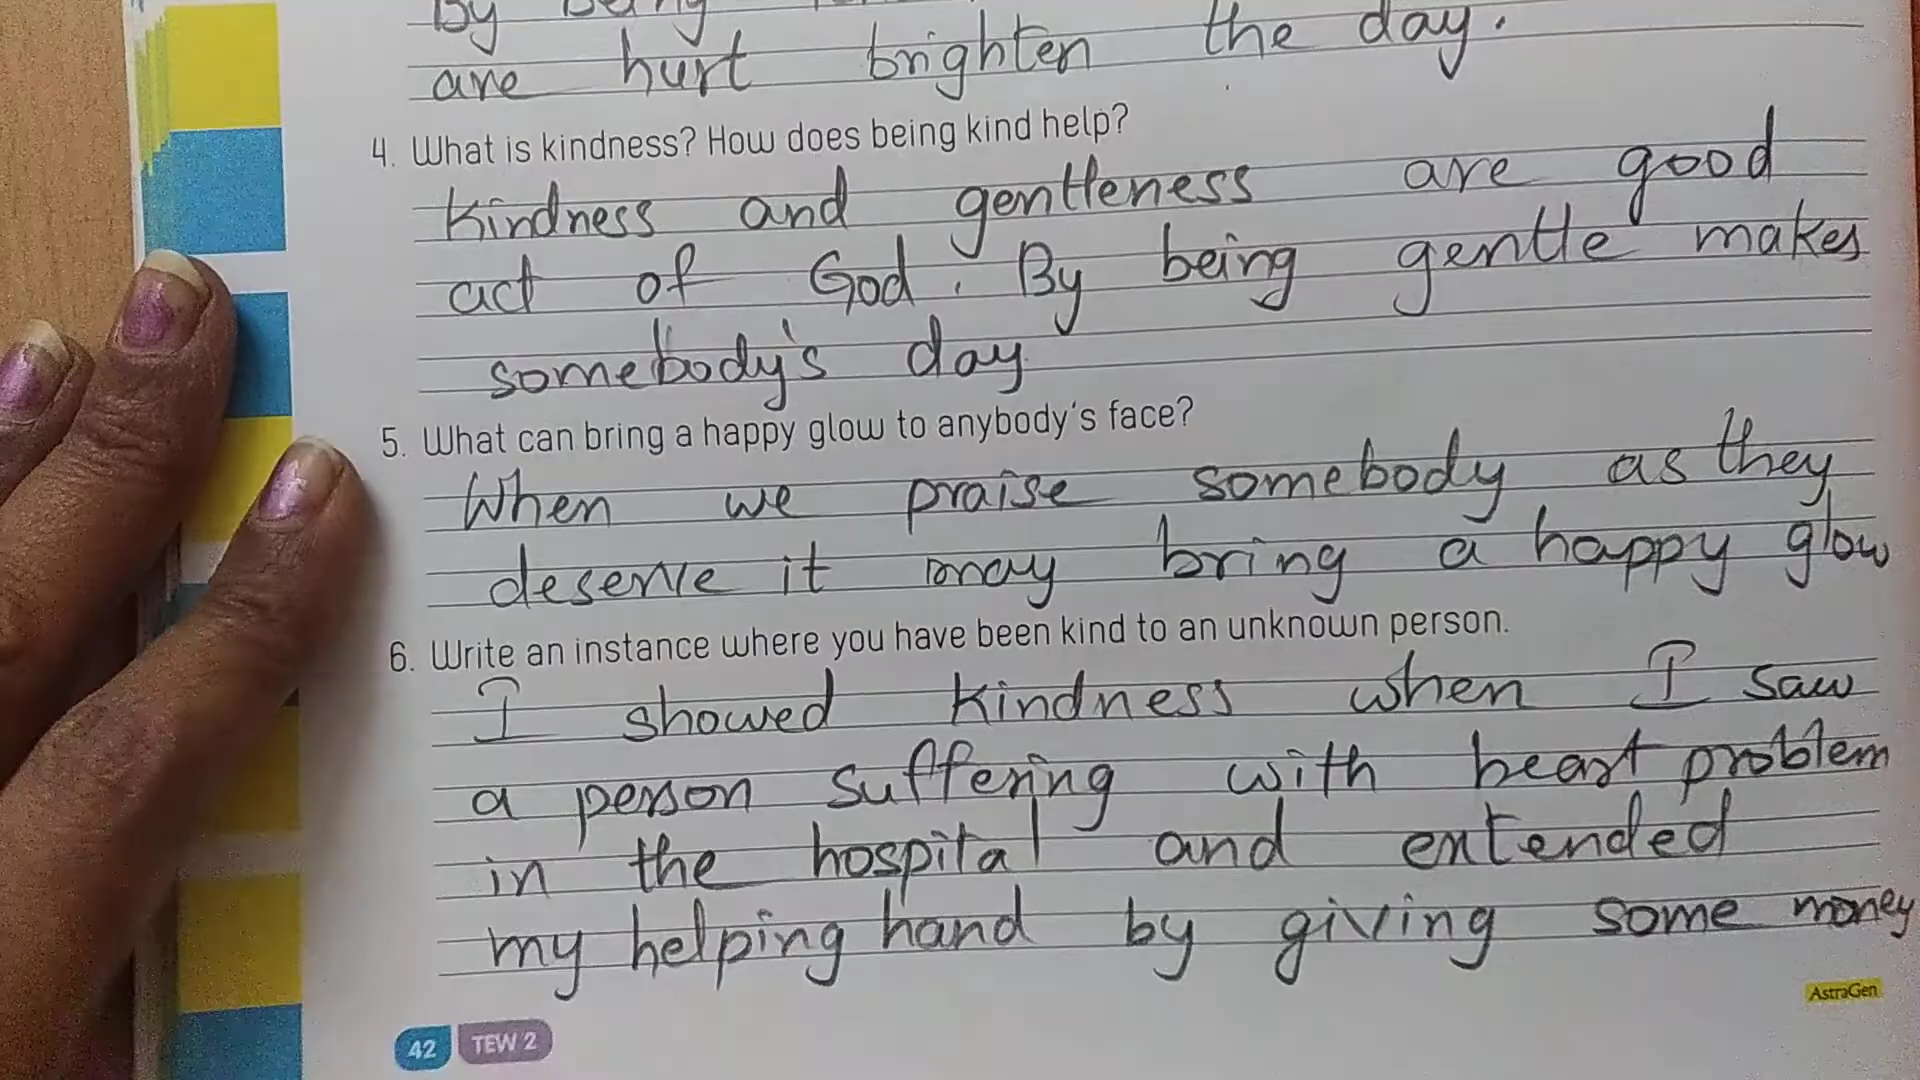 By being
are hurt brighten the day.
4. What is kindness? How does being kind help?
Kindness and gentleness are good
act of God. By being gentle makes
somebody's day
5. What can bring a happy glow to anybody's face?
When we praise somebody as they
deserve it may bring a happy glow
6. Write an instance where you have been kind to an unknown person.
I showed kindness when I saw
a person suffering with heart problem
in the hospital and extended
my helping hand by giving some money
AstraGen
42 TEW 2